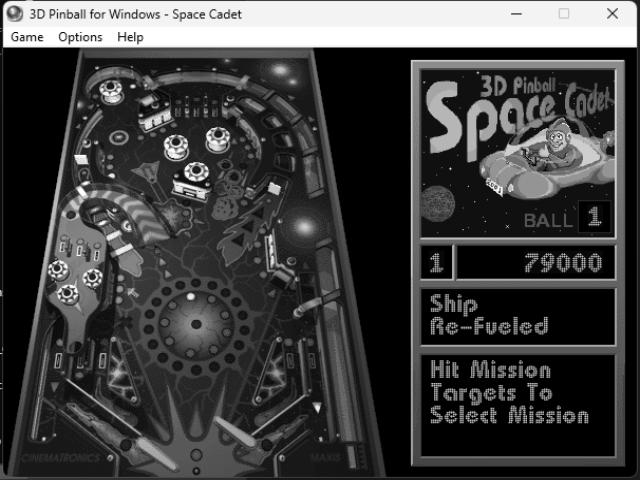 3D Pinball for Windows - Space Cadet
Game Options Help
3D Pinball
Space Cadet
BALL 1
1 79000
Ship
Re-Fueled
Hit Mission
Targets To
Select Mission
CINEMATRONICS
MAXIS